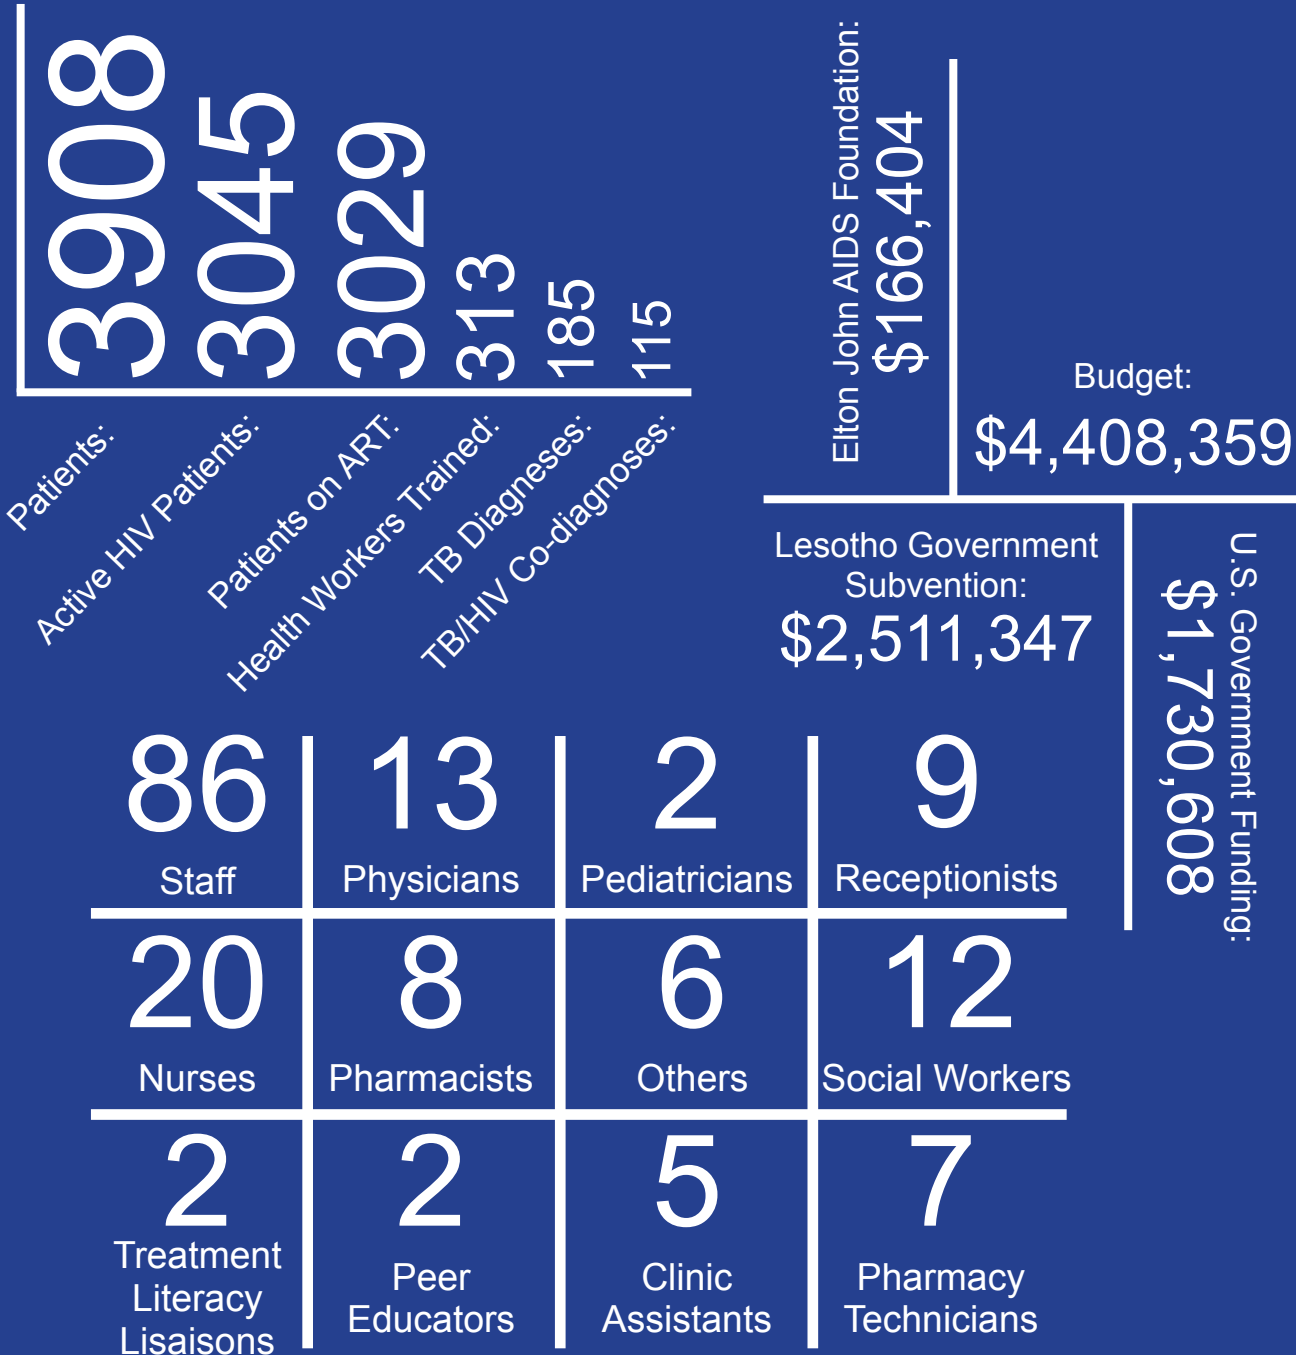 3908
3045
3029
313
185
115
Patients:
Active HIV Patients:
Patients on ART:
Health Workers Trained:
TB Diagneses:
TB/HIV Co-diagnoses:
Elton John AIDS Foundation:
$166,404
Budget:
$4,408,359
Lesotho Government
Subvention:
$2,511,347
U.S. Government Funding:
$1,730,608
86
Staff
13
Physicians
2
Pediatricians
9
Receptionists
20
Nurses
8
Pharmacists
6
Others
12
Social Workers
2
Treatment
Literacy
Lisaisons
2
Peer
Educators
5
Clinic
Assistants
7
Pharmacy
Technicians